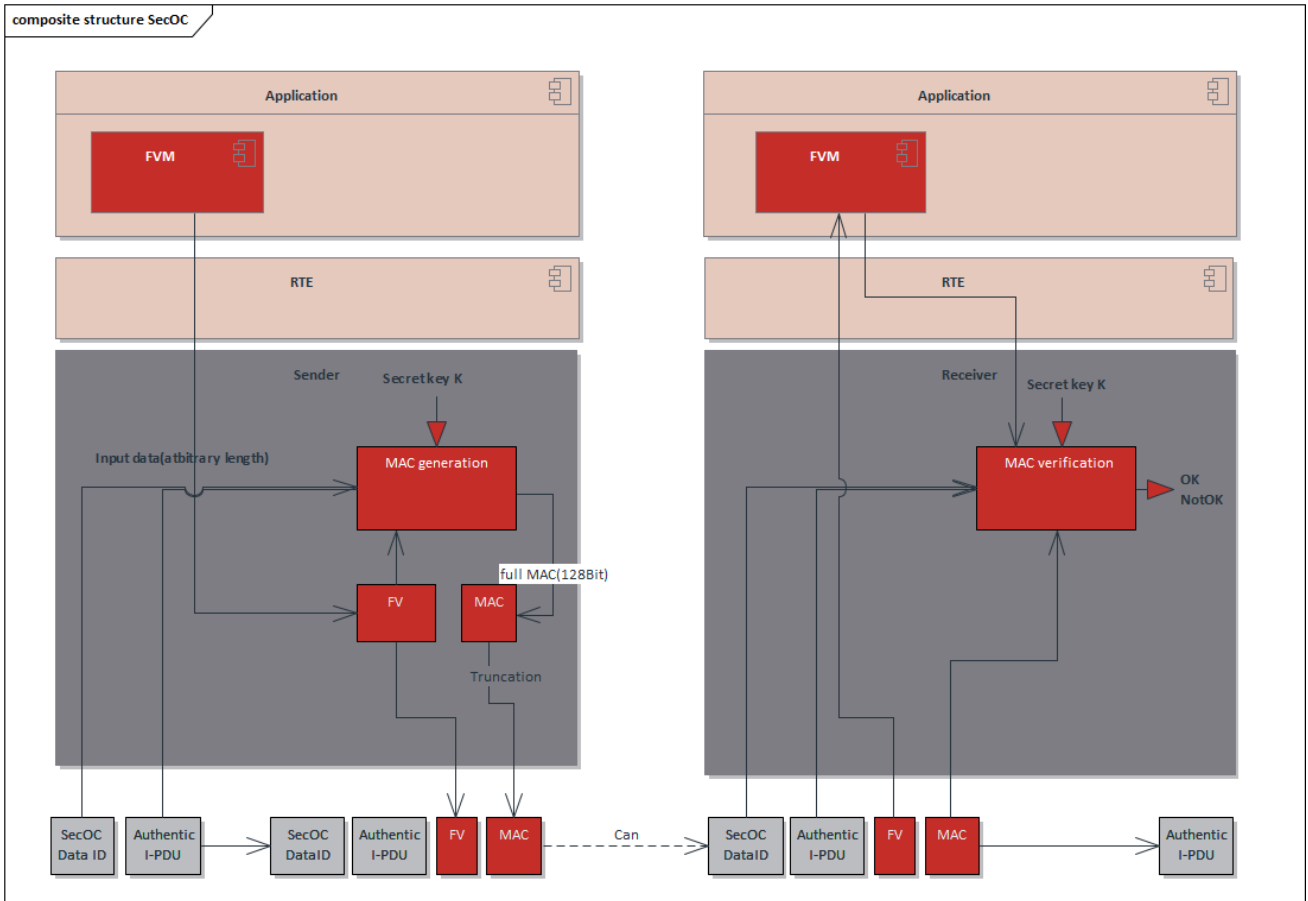 composite structure SecOC
Application
FVM
RTE
Sender
Secret key K
Input data(atbitrary length)
MAC generation
full MAC(128Bit)
FV
MAC
Truncation
SecOC
Data ID
Authentic
I-PDU
SecOC
DataID
Authentic
I-PDU
FV
MAC
Can
Application
FVM
RTE
Receiver
Secret key K
MAC verification
OK
NotOK
SecOC
DataID
Authentic
I-PDU
FV
MAC
Authentic
I-PDU